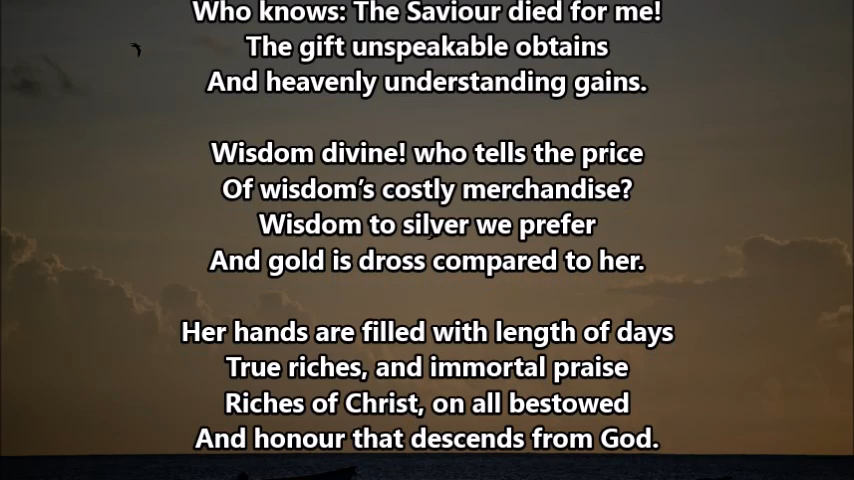 Who knows: The Saviour died for me!
The gift unspeakable obtains
And heavenly understanding gains.
Wisdom divine! who tells the price
Of wisdom’s costly merchandise?
Wisdom to silver we prefer
And gold is dross compared to her.
Her hands are filled with length of days
True riches, and immortal praise
Riches of Christ, on all bestowed
And honour that descends from God.